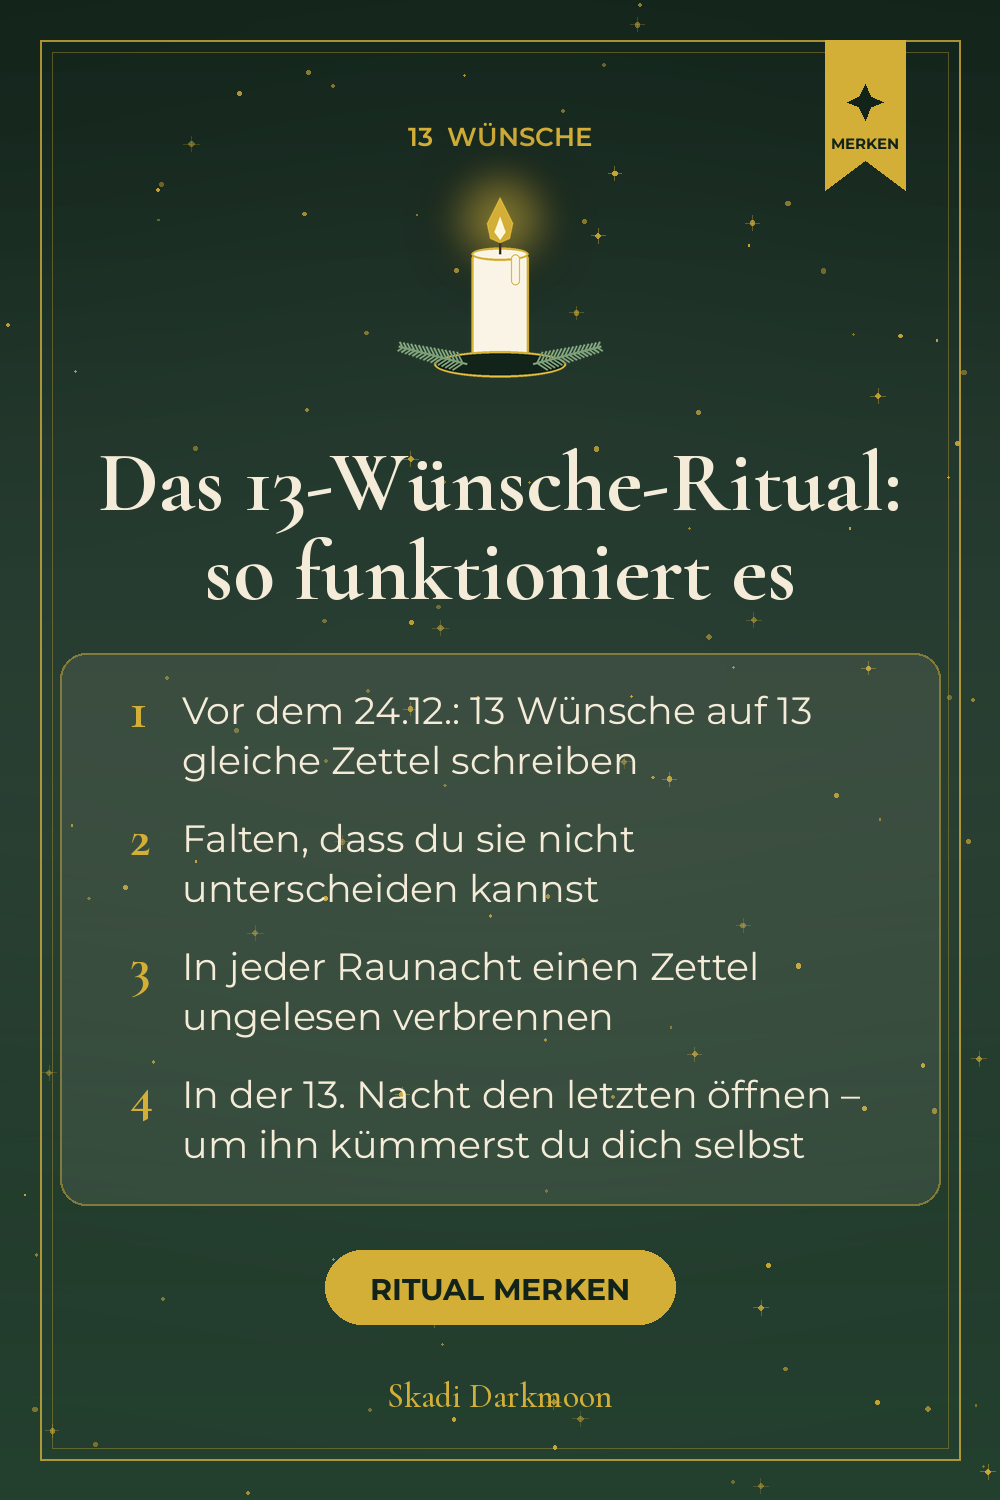 13 WÜNSCHE
MERKEN
Das 13-Wünsche-Ritual:
so funktioniert es
1 Vor dem 24.12.: 13 Wünsche auf 13
gleiche Zettel schreiben
2 Falten, dass du sie nicht
unterscheiden kannst
3 In jeder Raunacht einen Zettel
ungelesen verbrennen
4 In der 13. Nacht den letzten öffnen –
um ihn kümmerst du dich selbst
RITUAL MERKEN
Skadi Darkmoon